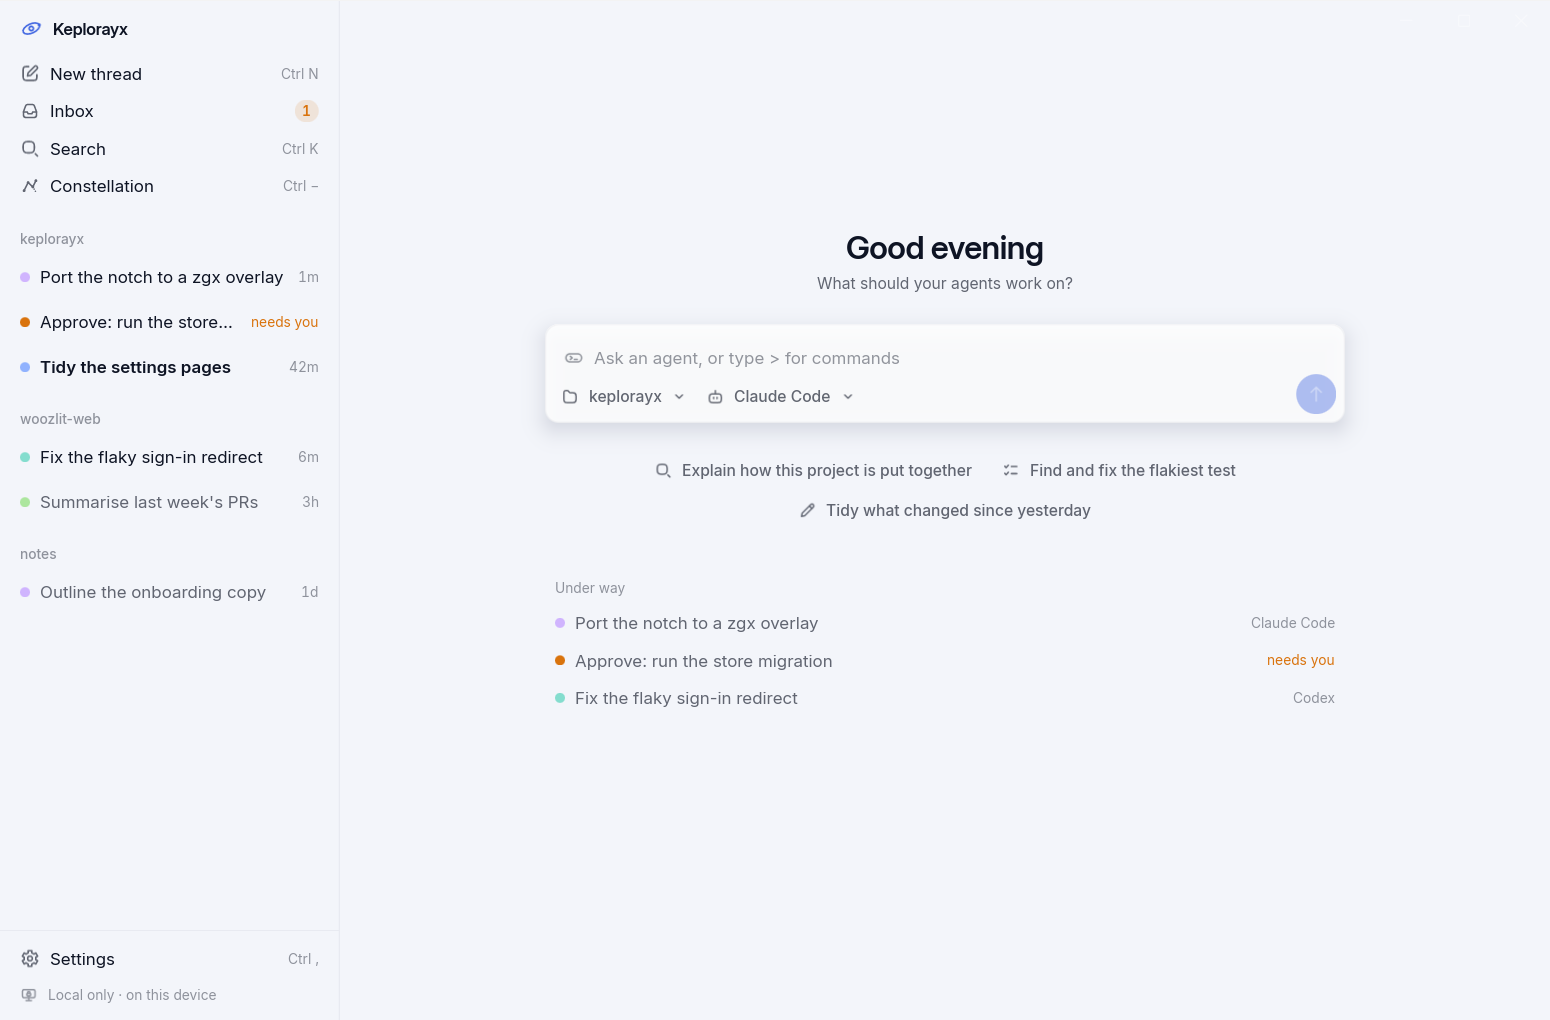 Keplorayx
New thread Ctrl N
Inbox 1
Search Ctrl K
Constellation Ctrl –
keplorayx
Port the notch to a zgx overlay 1m
Approve: run the store... needs you
Tidy the settings pages 42m
woozlit-web
Fix the flaky sign-in redirect 6m
Summarise last week's PRs 3h
notes
Outline the onboarding copy 1d
Settings Ctrl ,
Local only · on this device
Good evening
What should your agents work on?
Ask an agent, or type > for commands
keplorayx Claude Code
Explain how this project is put together Find and fix the flakiest test
Tidy what changed since yesterday
Under way
Port the notch to a zgx overlay Claude Code
Approve: run the store migration needs you
Fix the flaky sign-in redirect Codex